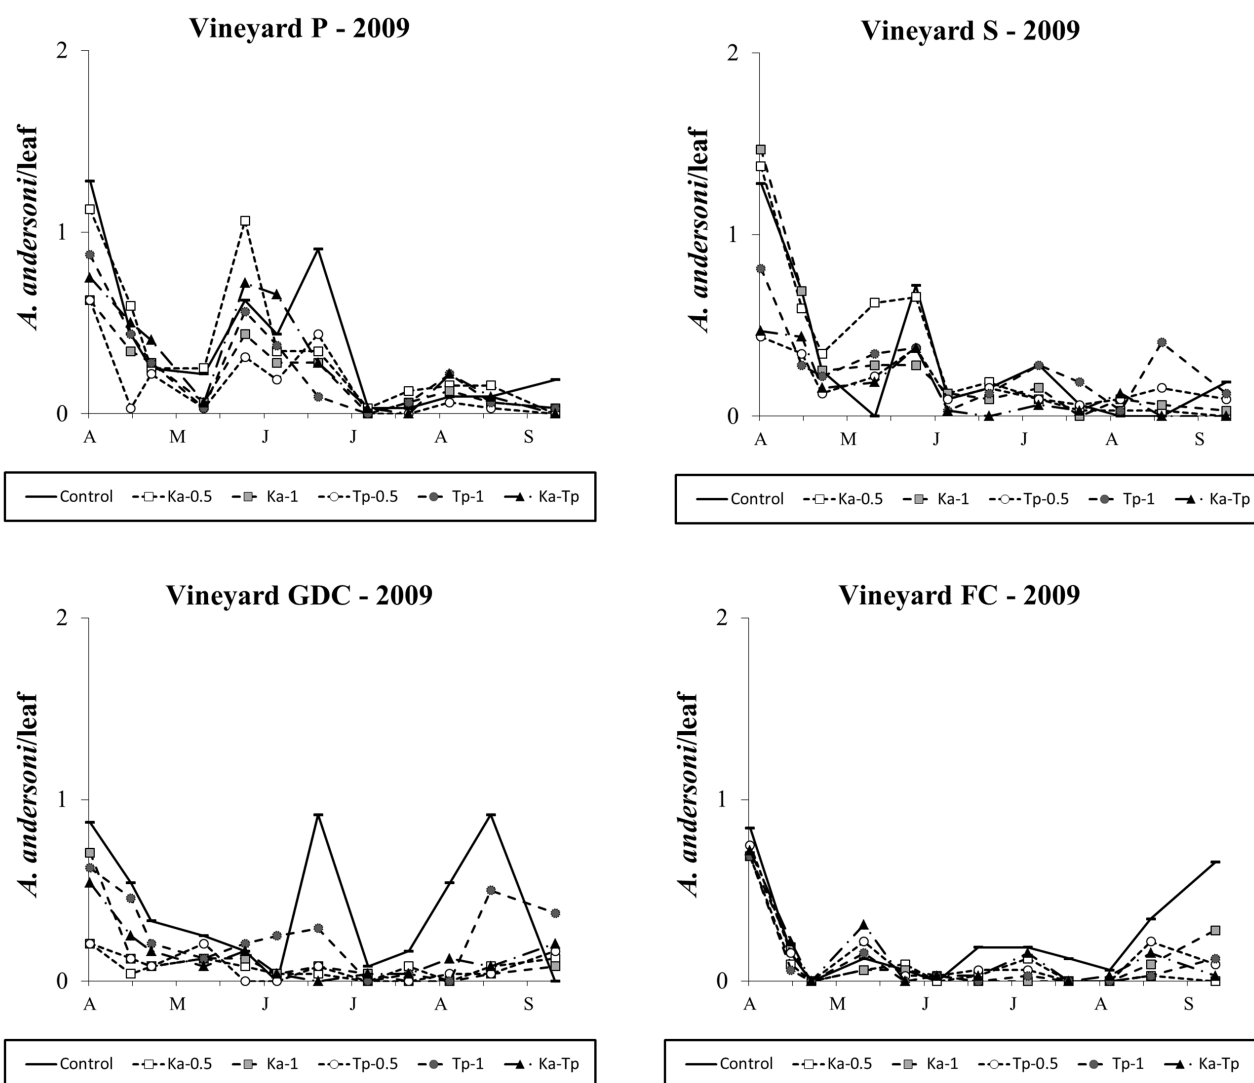 Vineyard P - 2009
2
1
0
A. andersoni/leaf
A M J J A S
Control Ka-0.5 Ka-1 Tp-0.5 Tp-1 Ka-Tp
Vineyard S - 2009
2
1
0
A. andersoni/leaf
A M J J A S
Control Ka-0.5 Ka-1 Tp-0.5 Tp-1 Ka-Tp
Vineyard GDC - 2009
2
1
0
A. andersoni/leaf
A M J J A S
Control Ka-0.5 Ka-1 Tp-0.5 Tp-1 Ka-Tp
Vineyard FC - 2009
2
1
0
A. andersoni/leaf
A M J J A S
Control Ka-0.5 Ka-1 Tp-0.5 Tp-1 Ka-Tp